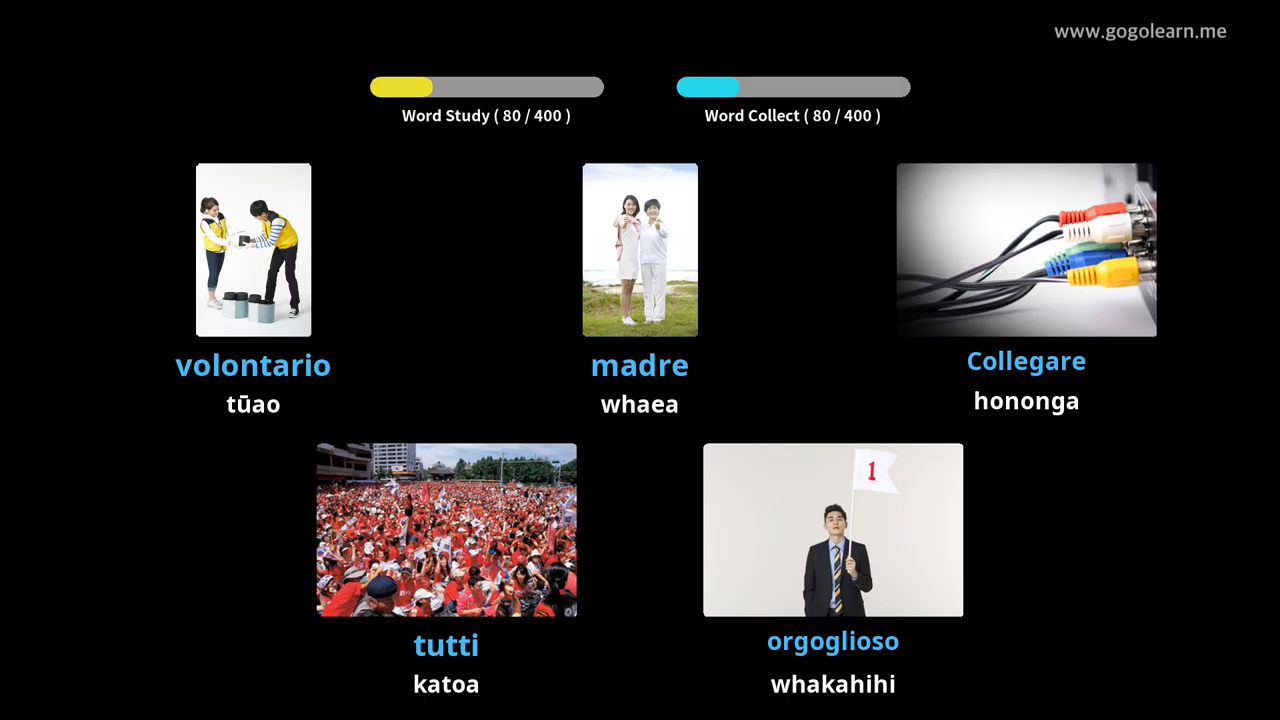 www.gogolearn.me
Word Study ( 80 / 400 )
Word Collect ( 80 / 400 )
volontario
tūao
madre
whaea
Collegare
hononga
1
tutti
katoa
orgoglioso
whakahihi